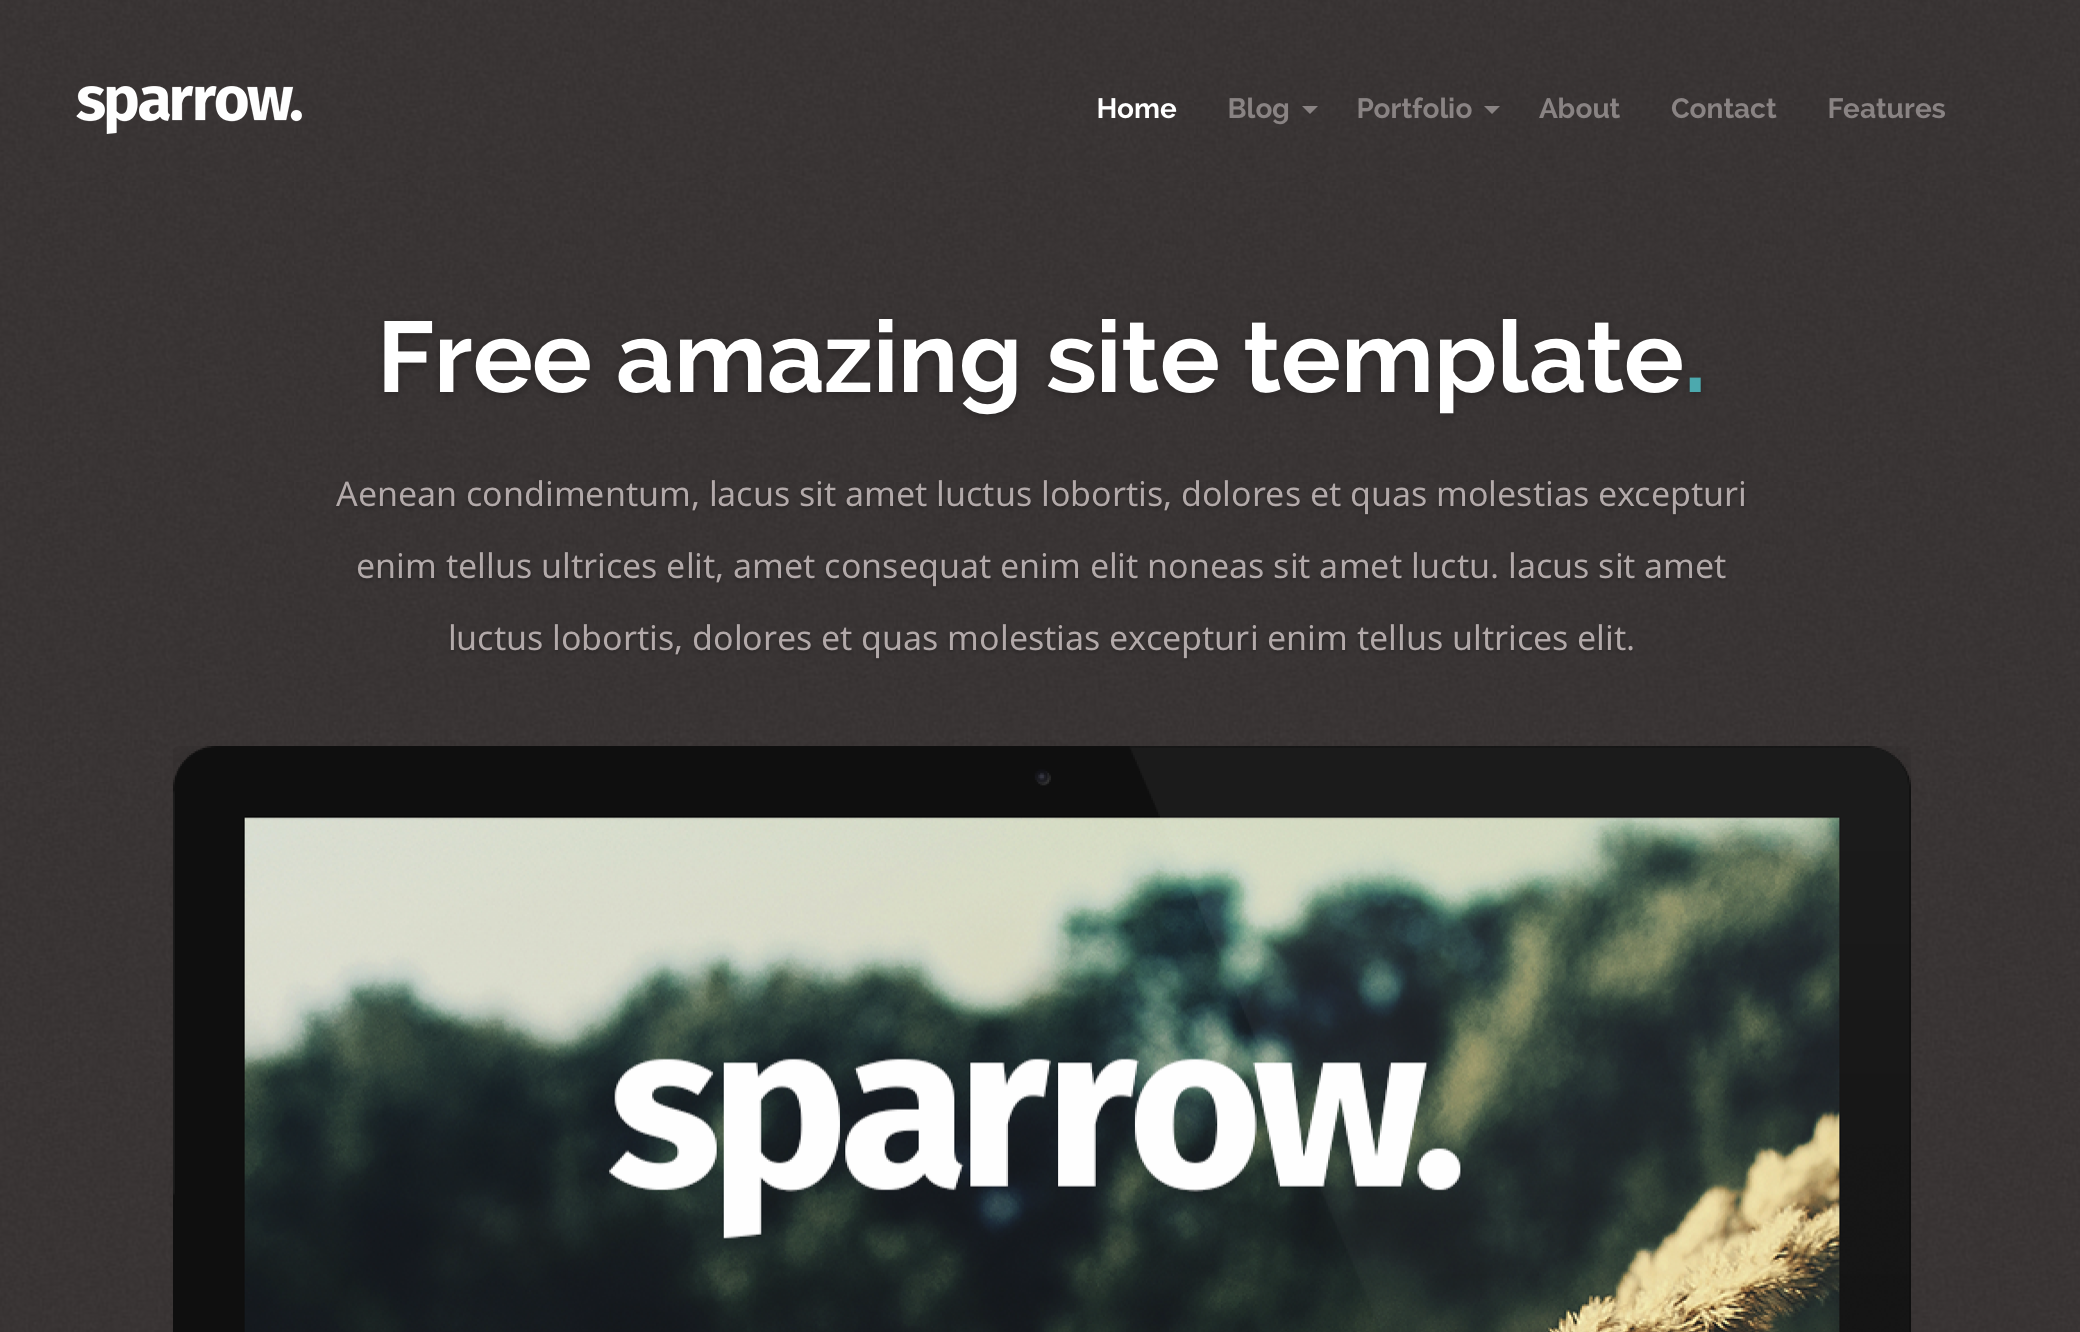 sparrow.
Home Blog Portfolio About Contact Features
Free amazing site template.
Aenean condimentum, lacus sit amet luctus lobortis, dolores et quas molestias excepturi
enim tellus ultrices elit, amet consequat enim elit noneas sit amet luctu. lacus sit amet
luctus lobortis, dolores et quas molestias excepturi enim tellus ultrices elit.
sparrow.